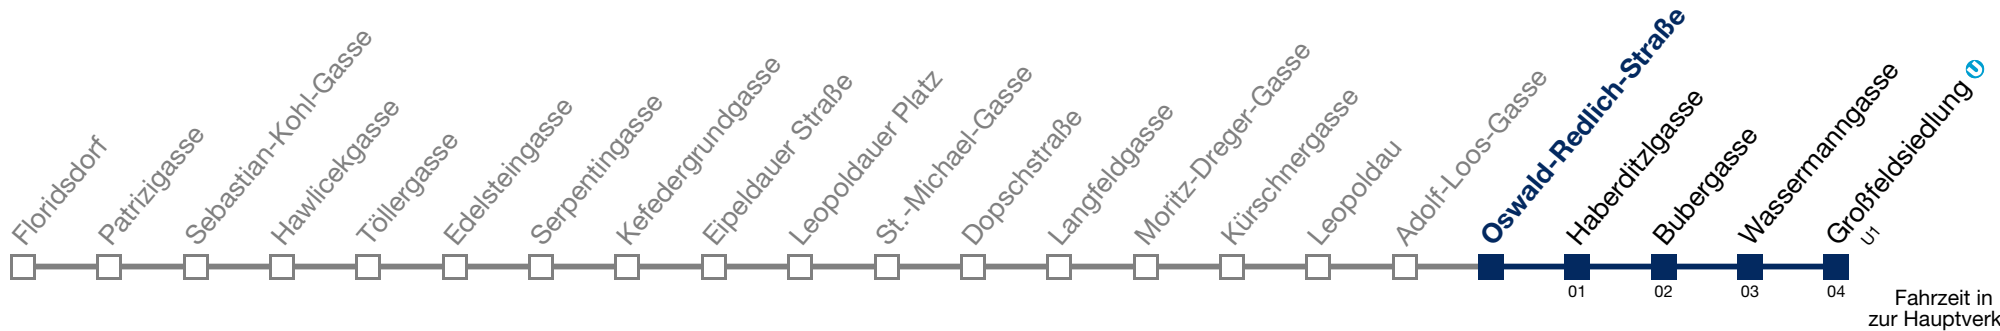 Floridsdorf
Patrizigasse
Sebastian-Kohl-Gasse
Hawlicekgasse
Töllergasse
Edelsteingasse
Serpentingasse
Kefedergrundgasse
Eipeldauer Straße
Leopoldauer Platz
St.-Michael-Gasse
Dopschstraße
Langfeldgasse
Moritz-Dreger-Gasse
Kürschnergasse
Leopoldau
Adolf-Loos-Gasse
Oswald-Redlich-Straße
Haberditzlgasse
Bubergasse
Wassermanngasse
Großfeldsiedlung U
U1
01
02
03
04
Fahrzeit in
zur Hauptverk